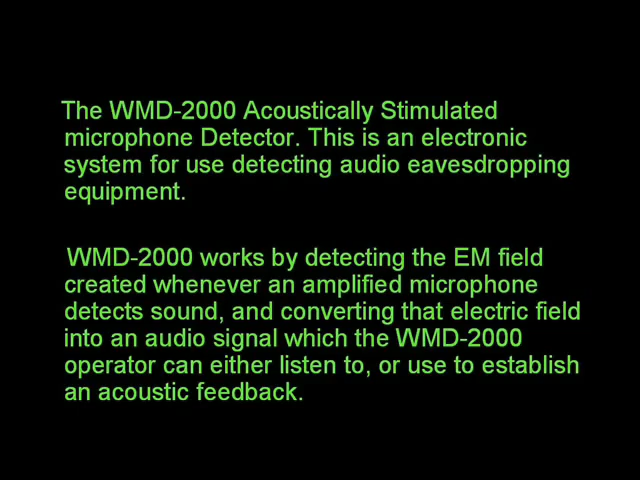 The WMD-2000 Acoustically Stimulated
microphone Detector. This is an electronic
system for use detecting audio eavesdropping
equipment.
WMD-2000 works by detecting the EM field
created whenever an amplified microphone
detects sound, and converting that electric field
into an audio signal which the WMD-2000
operator can either listen to, or use to establish
an acoustic feedback.